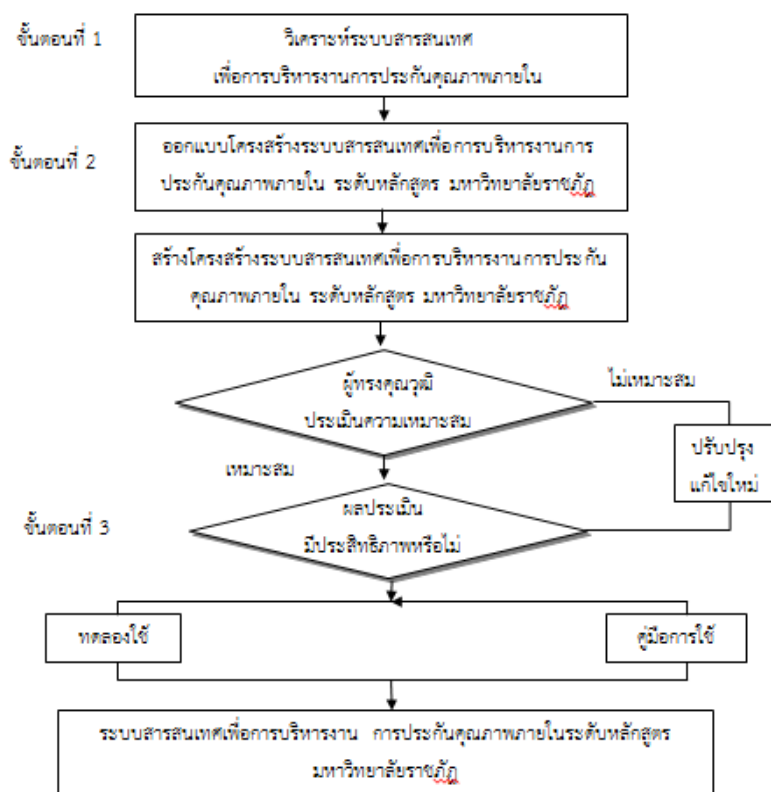 ขั้นตอนที่ 1
วิเคราะห์ระบบสารสนเทศ
เพื่อการบริหารงานการประกันคุณภาพภายใน
ขั้นตอนที่ 2
ออกแบบโครงสร้างระบบสารสนเทศเพื่อการบริหารงานการ
ประกันคุณภาพภายใน ระดับหลักสูตร มหาวิทยาลัยราชภัฏ
สร้างโครงสร้างระบบสารสนเทศเพื่อการบริหารงานการประกัน
คุณภาพภายใน ระดับหลักสูตร มหาวิทยาลัยราชภัฏ
ผู้ทรงคุณวุฒิ
ประเมินความเหมาะสม
ไม่เหมาะสม
ปรับปรุง
แก้ไขใหม่
เหมาะสม
ขั้นตอนที่ 3
ผลประเมิน
มีประสิทธิภาพหรือไม่
ทดลองใช้
คู่มือการใช้
ระบบสารสนเทศเพื่อการบริหารงาน การประกันคุณภาพภายในระดับหลักสูตร
มหาวิทยาลัยราชภัฏ